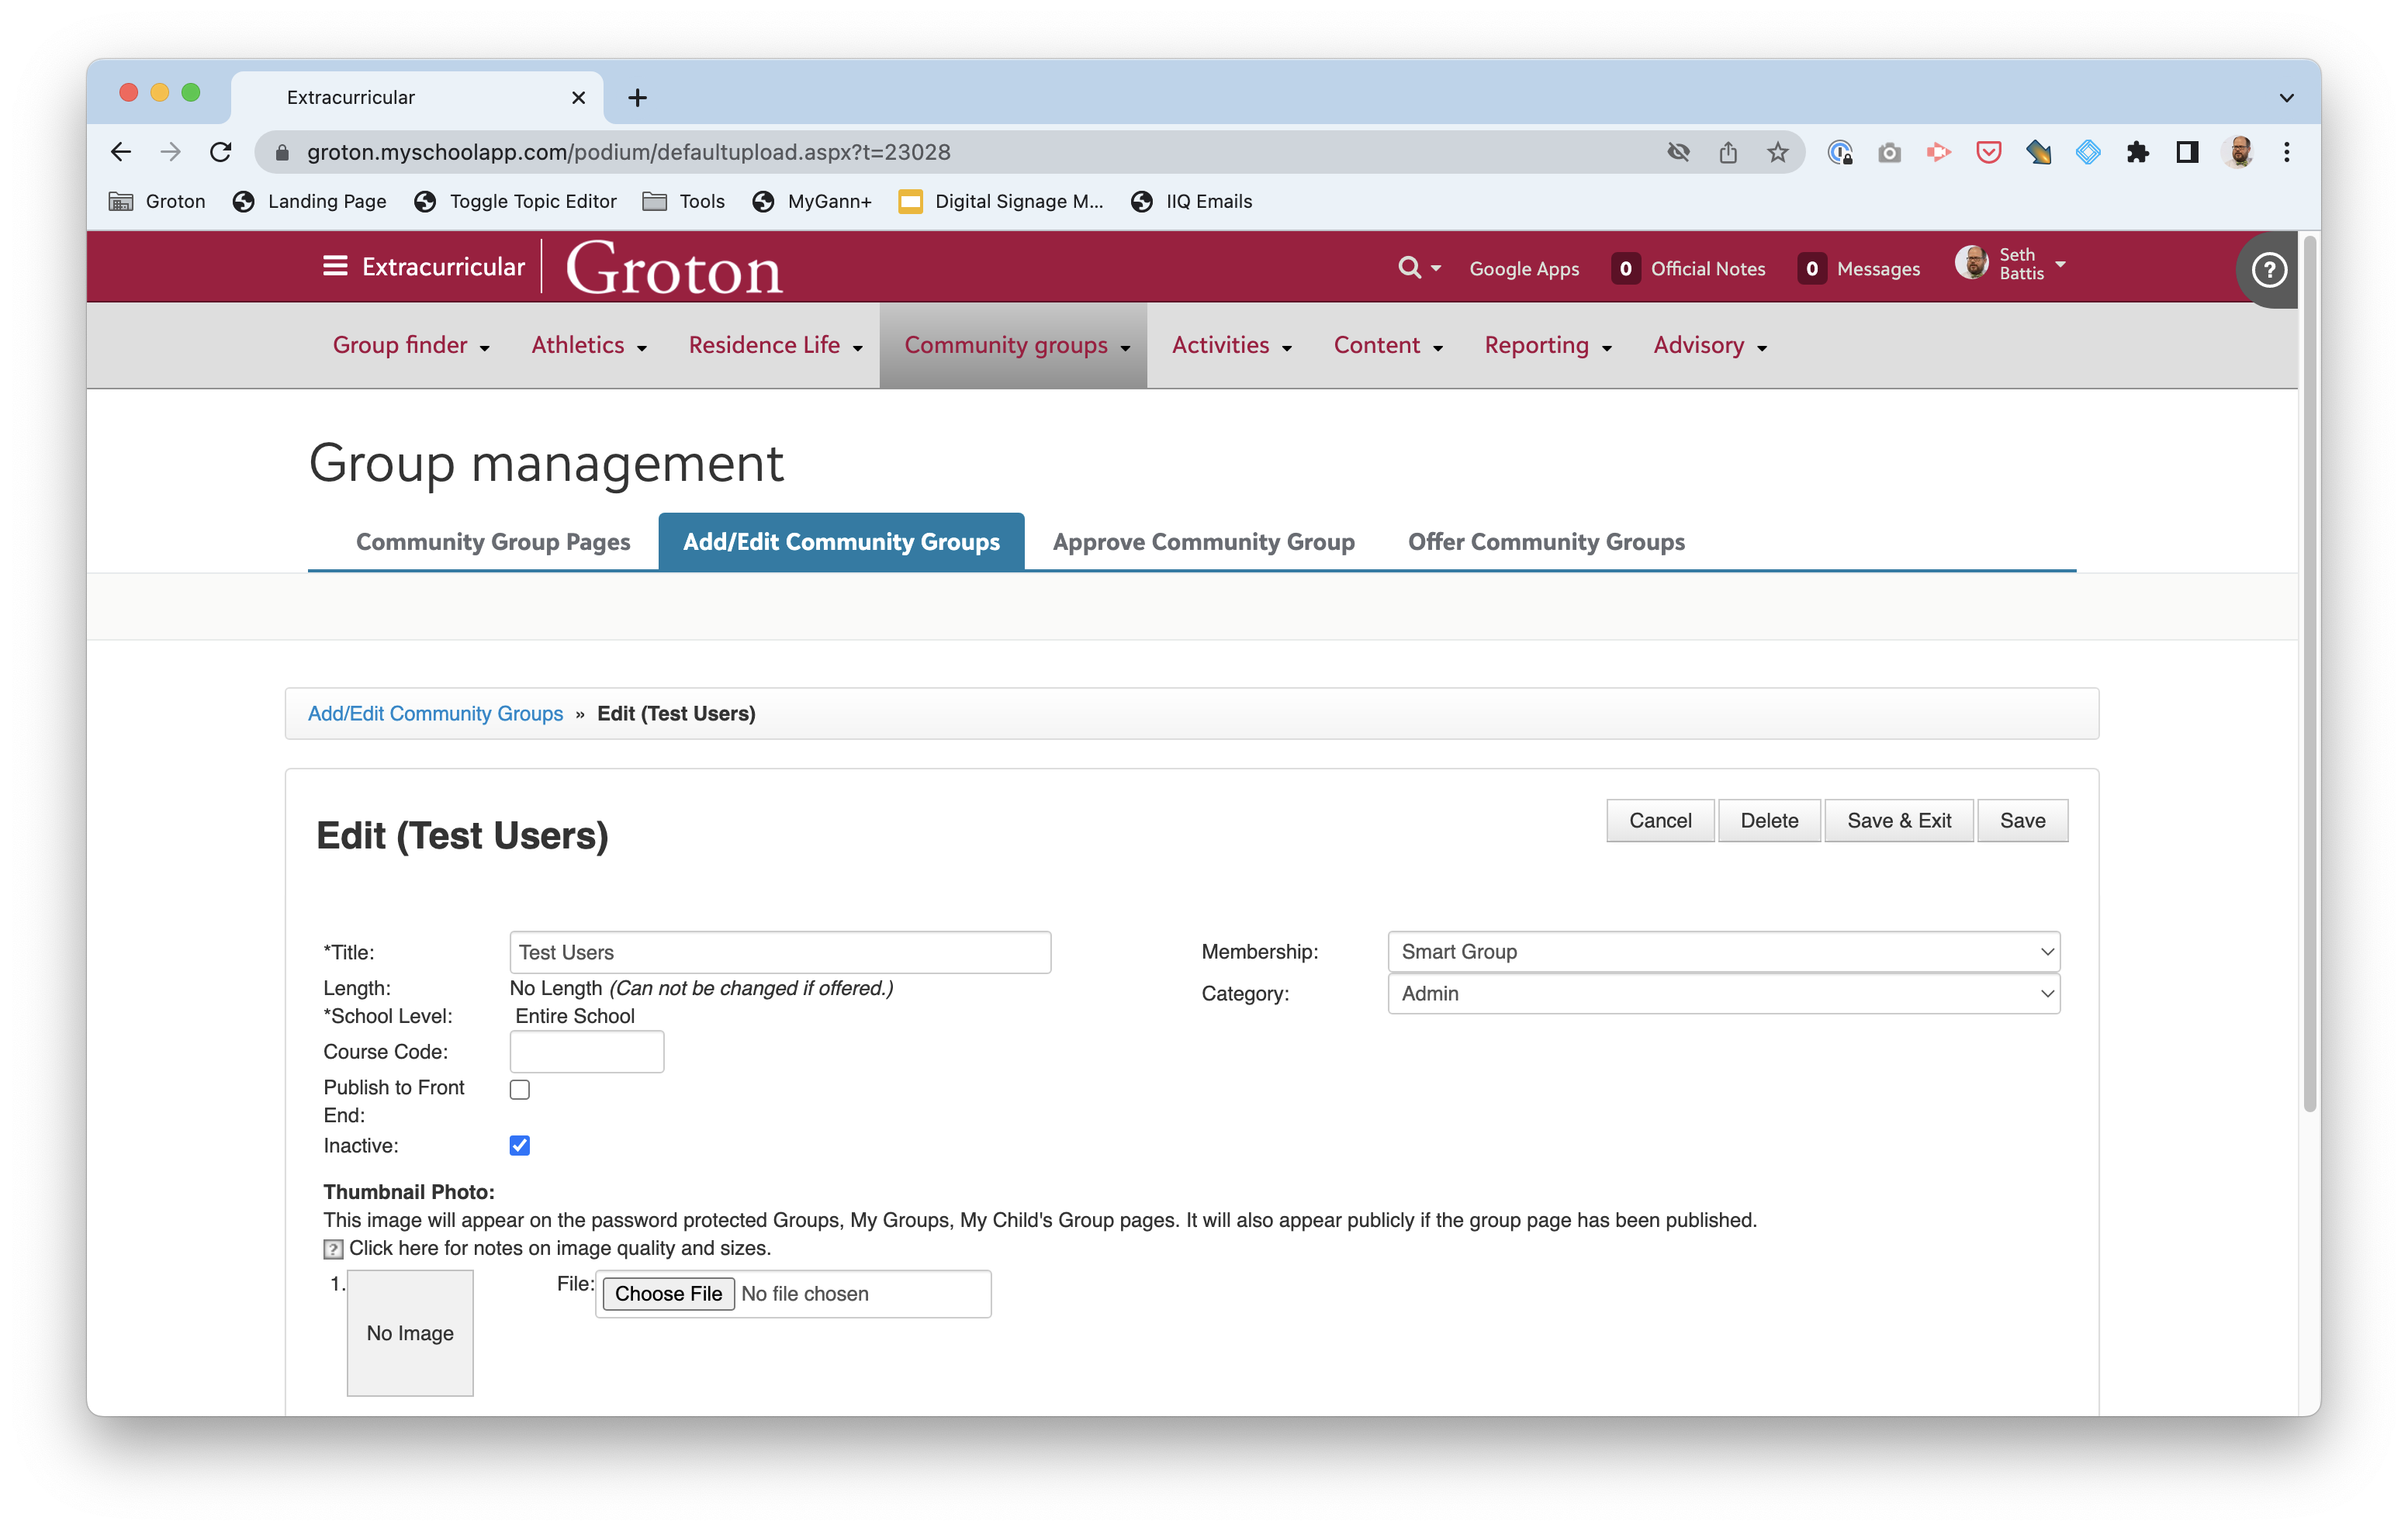 Extracurricular
groton.myschoolapp.com/podium/defaultupload.aspx?t=23028
Groton Landing Page Toggle Topic Editor Tools MyGann+ Digital Signage M... IIQ Emails
Extracurricular Groton Google Apps 0 Official Notes 0 Messages Seth Battis ?
Group finder Athletics Residence Life Community groups Activities Content Reporting Advisory
Group management
Community Group Pages Add/Edit Community Groups Approve Community Group Offer Community Groups
Add/Edit Community Groups » Edit (Test Users)
Edit (Test Users) Cancel Delete Save & Exit Save
*Title: Test Users Membership: Smart Group
Length: No Length (Can not be changed if offered.)
Category: Admin
*School Level: Entire School
Course Code:
Publish to Front
End:
Inactive:
Thumbnail Photo:
This image will appear on the password protected Groups, My Groups, My Child's Group pages. It will also appear publicly if the group page has been published.
? Click here for notes on image quality and sizes.
1. File: Choose File No file chosen
No Image